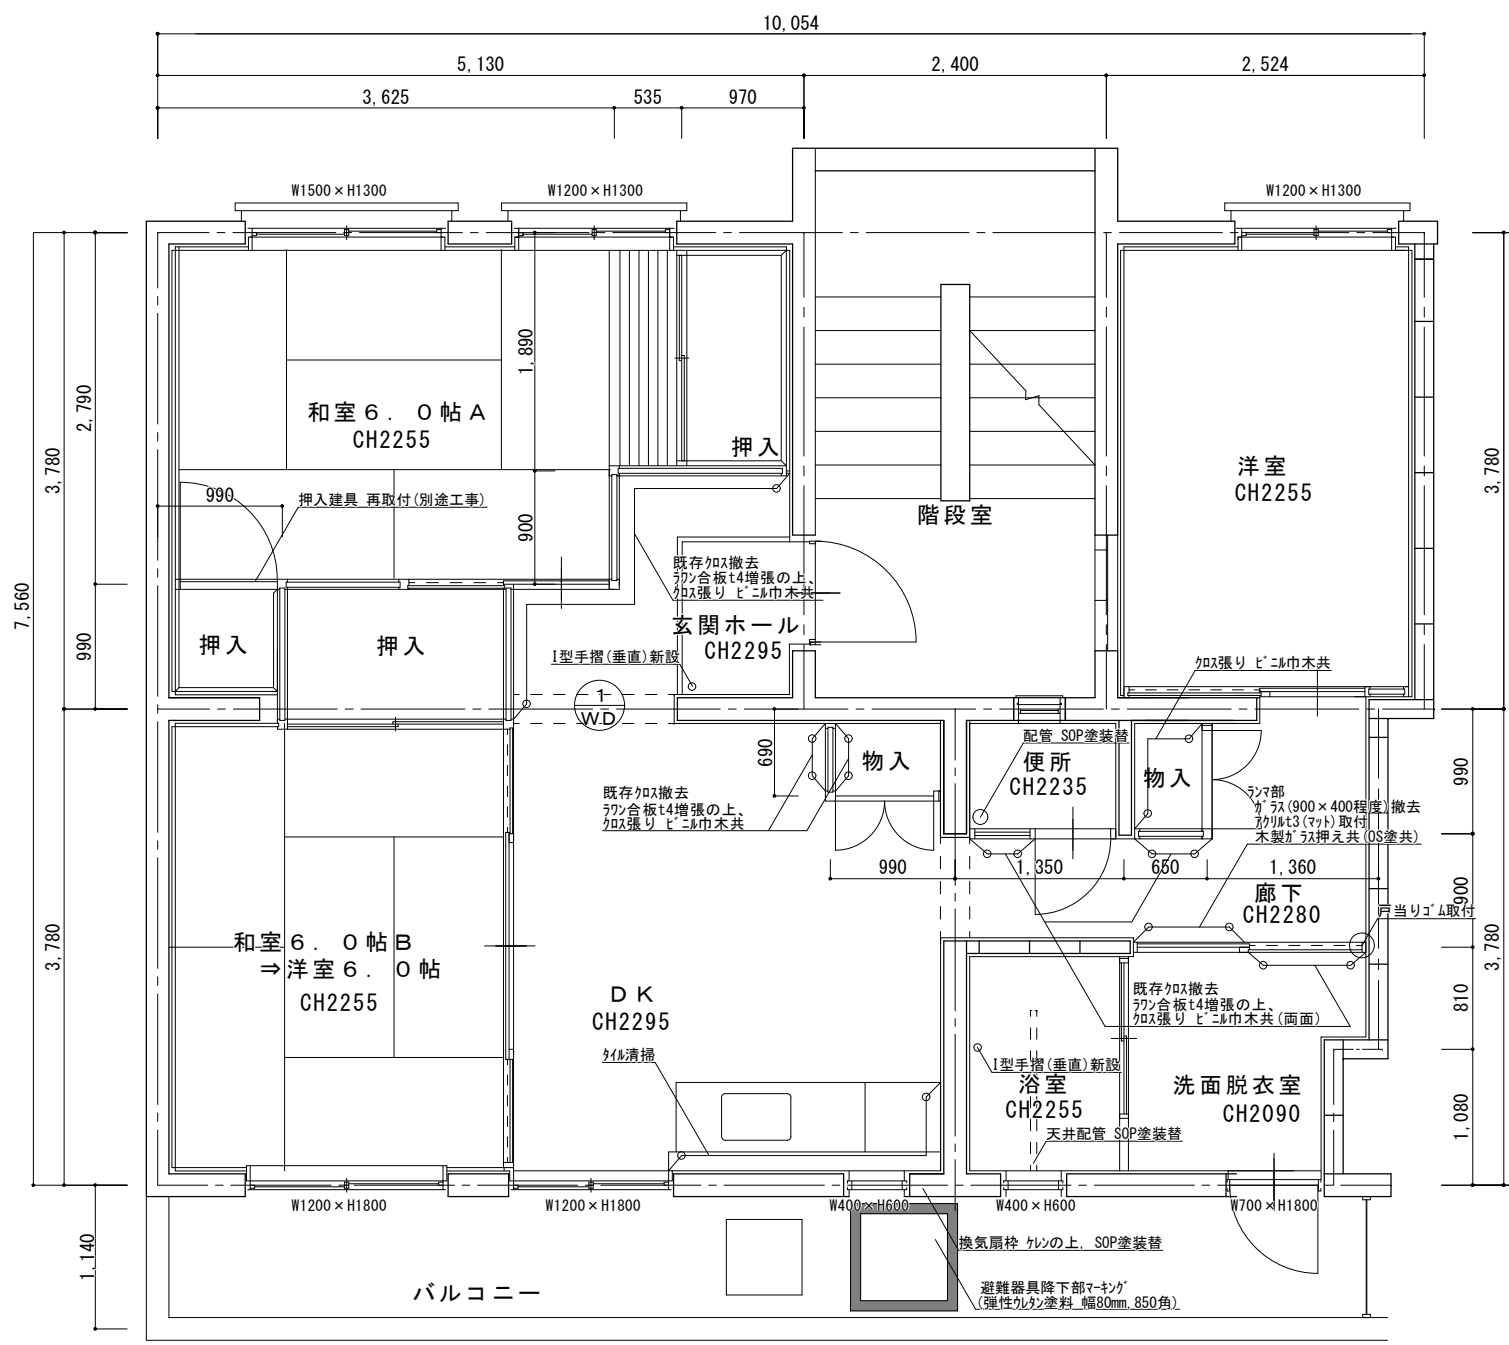 10,054
5,130
2,400
2,524
3,625
535
970
W1500×H1300
W1200×H1300
W1200×H1300
7,560
3,780
2,790
990
3,780
1,140
1,890
和室6．0帖A
CH2255
押入
990
押入建具 再取付(別途工事)
900
階段室
洋室
CH2255
3,780
既存クロス撤去
ラワン合板t4増張の上、
クロス張り ビニル巾木共
玄関ホール
CH2295
押入
押入
I型手摺(垂直)新設
クロス張り ビニル巾木共
1
WD
690
物入
配管 SOP塗装替
便所
CH2235
物入
990
既存クロス撤去
ラワン合板t4増張の上、
クロス張り ビニル巾木共
ランマ部
ガラス(900×400程度)撤去
アクリルt3(マット)取付
木製ガラス押え共(OS塗共)
990
1,350
650
1,360
900
廊下
CH2280
戸当りゴム取付
3,780
和室6．0帖B
⇒洋室6．0帖
CH2255
DK
CH2295
既存クロス撤去
ラワン合板t4増張の上、
クロス張り ビニル巾木共(両面)
810
タイル清掃
I型手摺(垂直)新設
浴室
CH2255
洗面脱衣室
CH2090
1,080
天井配管 SOP塗装替
W1200×H1800
W1200×H1800
W400×H600
W400×H600
W700×H1800
換気扇枠 ケレンの上, SOP塗装替
バルコニー
避難器具降下部マーキング
(弾性ウレタン塗料 幅80mm,850角)